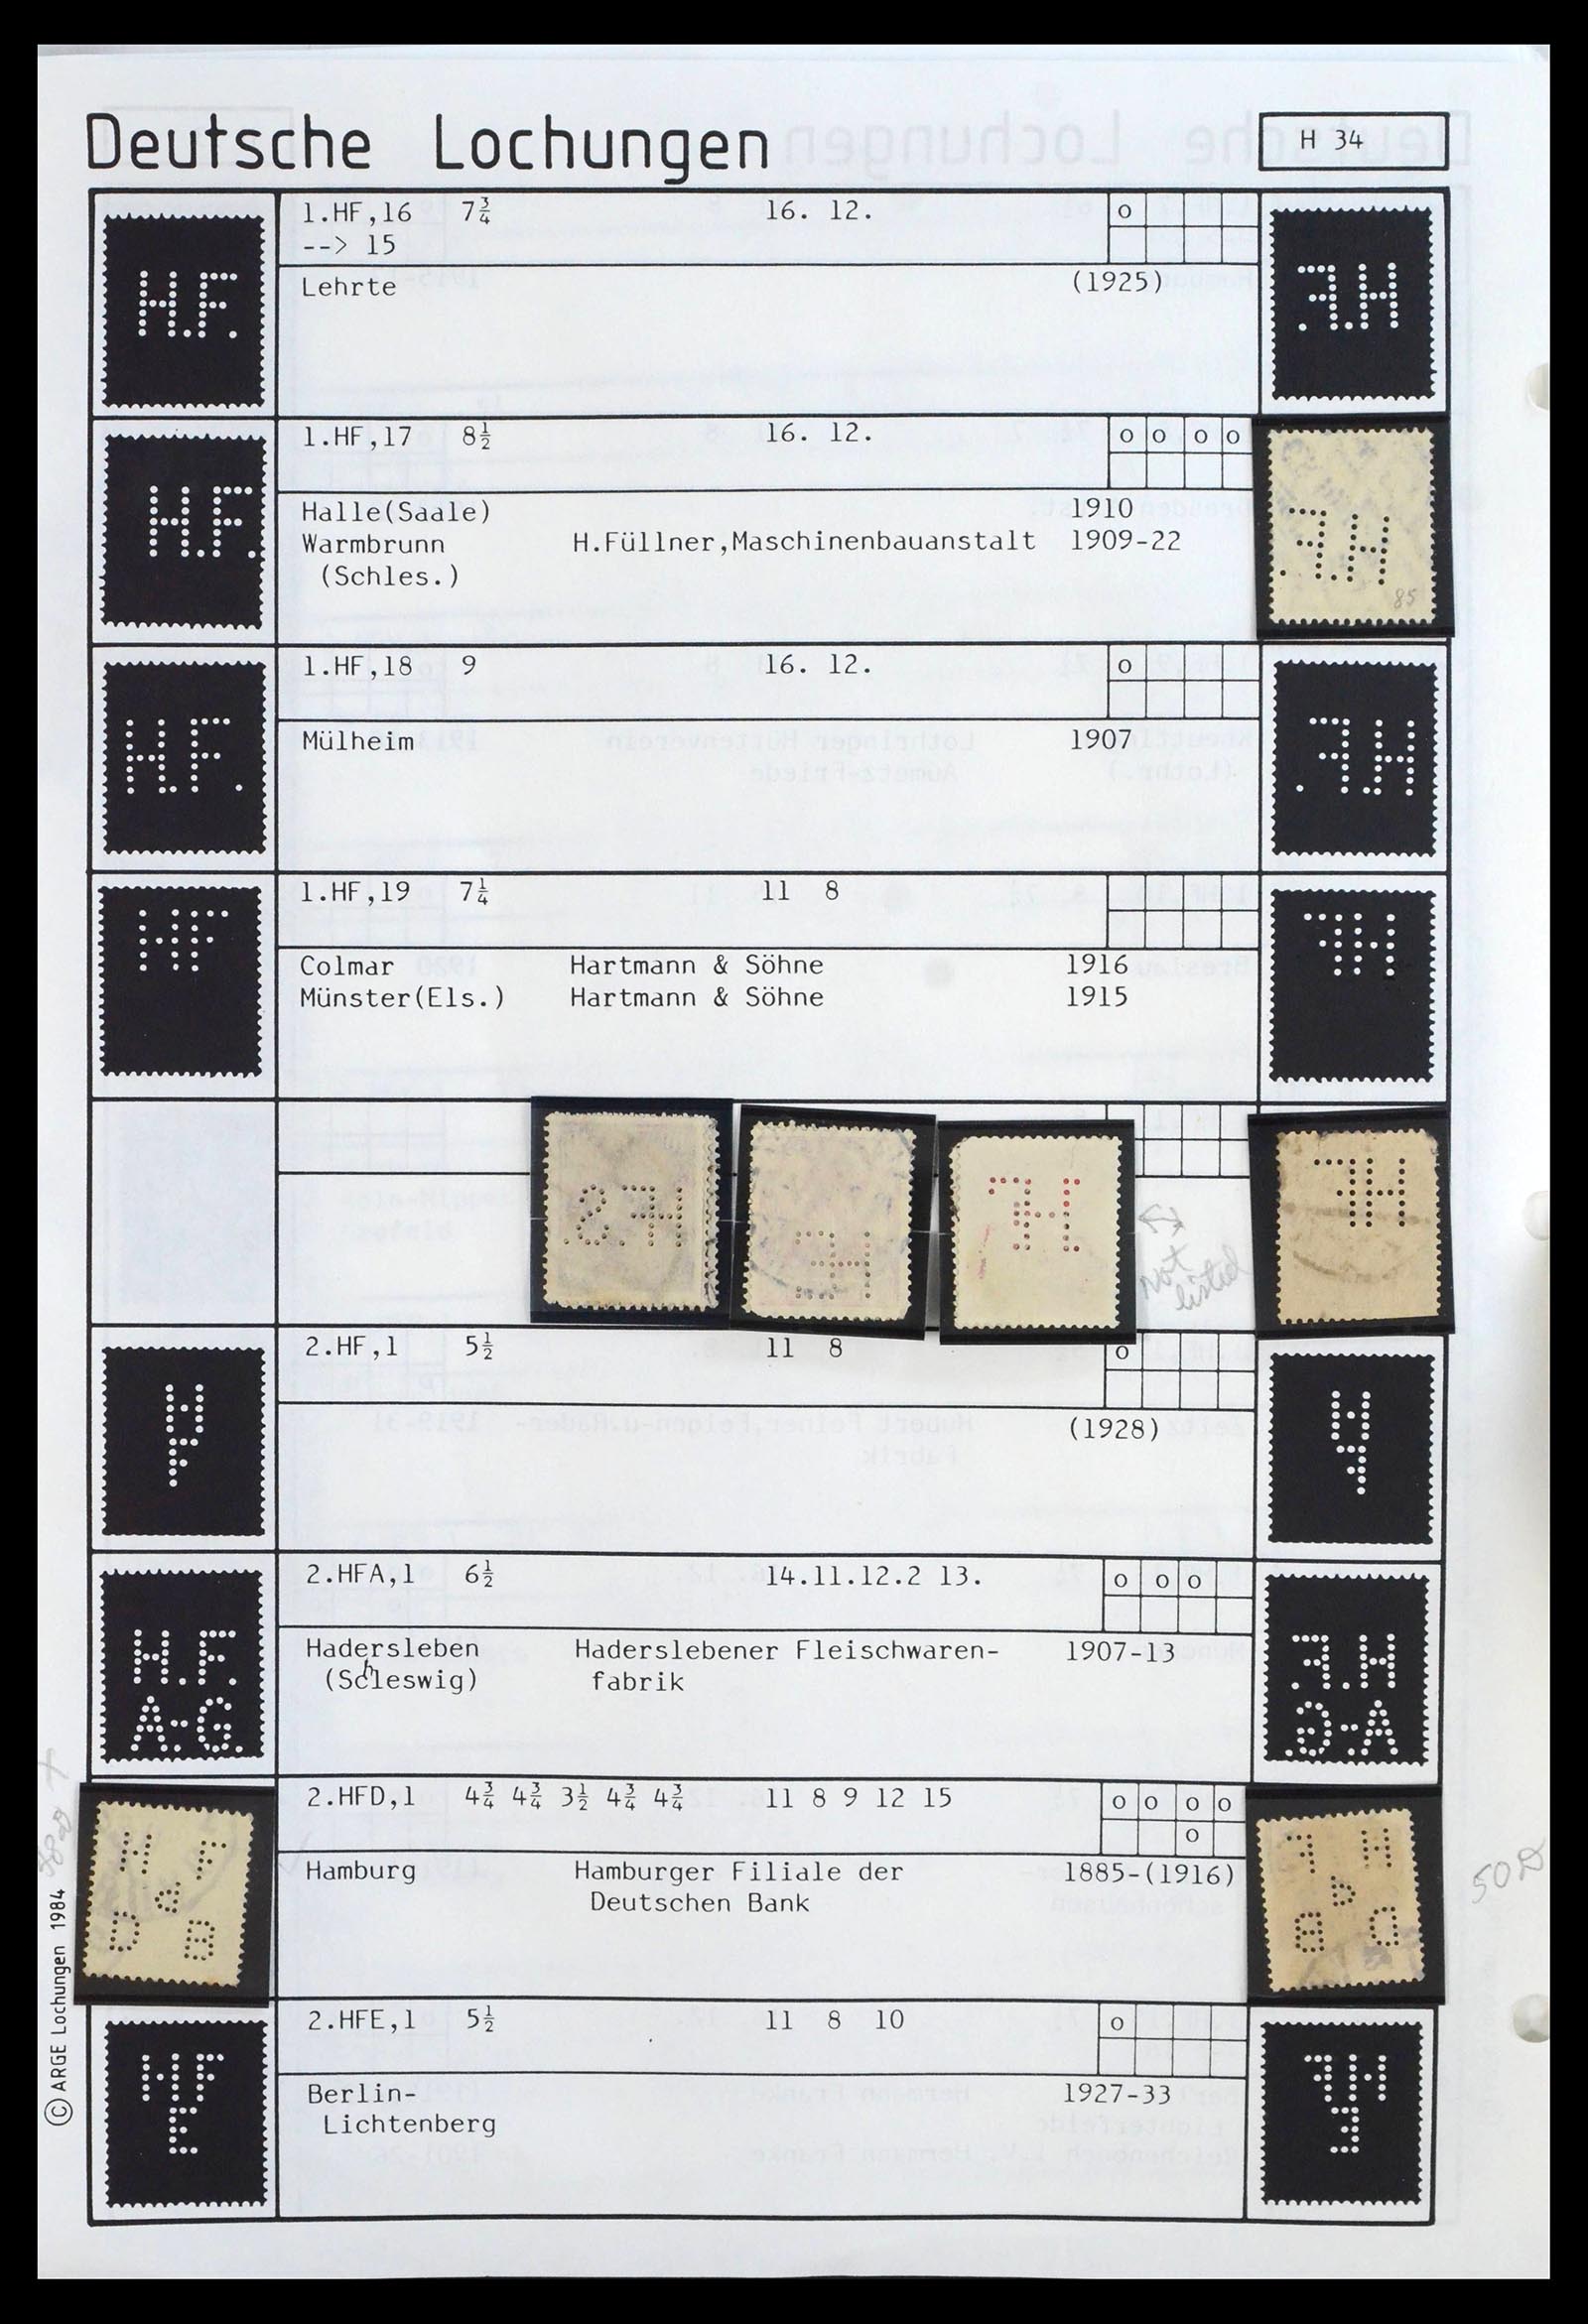 Deutsche Lochungen
H 34
H.F.
1.HF,16 7¾ 16. 12. o
--> 15
Lehrte (1925)
H.F.
1.HF,17 8½ 16. 12. o o o o
Halle(Saale) 1910
Warmbrunn H.Füllner,Maschinenbauanstalt 1909-22
(Schles.)
85
H.F.
1.HF,18 9 16. 12. o
Mülheim 1907
HF
1.HF,19 7¼ 11 8
Colmar Hartmann & Söhne 1916
Münster(Els.) Hartmann & Söhne 1915
not
listed
2.HF,1 5½ 11 8 o
(1928)
H
F
2.HFA,1 6½ 14.11.12.2 13. o o o
Hadersleben Haderslebener Fleischwaren- 1907-13
(Schleswig) fabrik
H.F.
A.-G.
2.HFD,1 4¾ 4¾ 3½ 4¾ 4¾ 11 8 9 12 15 o o o o
o
Hamburg Hamburger Filiale der 1885-(1916)
Deutschen Bank
H F
d
D B
2.HFE,1 5½ 11 8 10 o
Berlin- 1927-33
Lichtenberg
HF
E
© ARGE Lochungen 1984